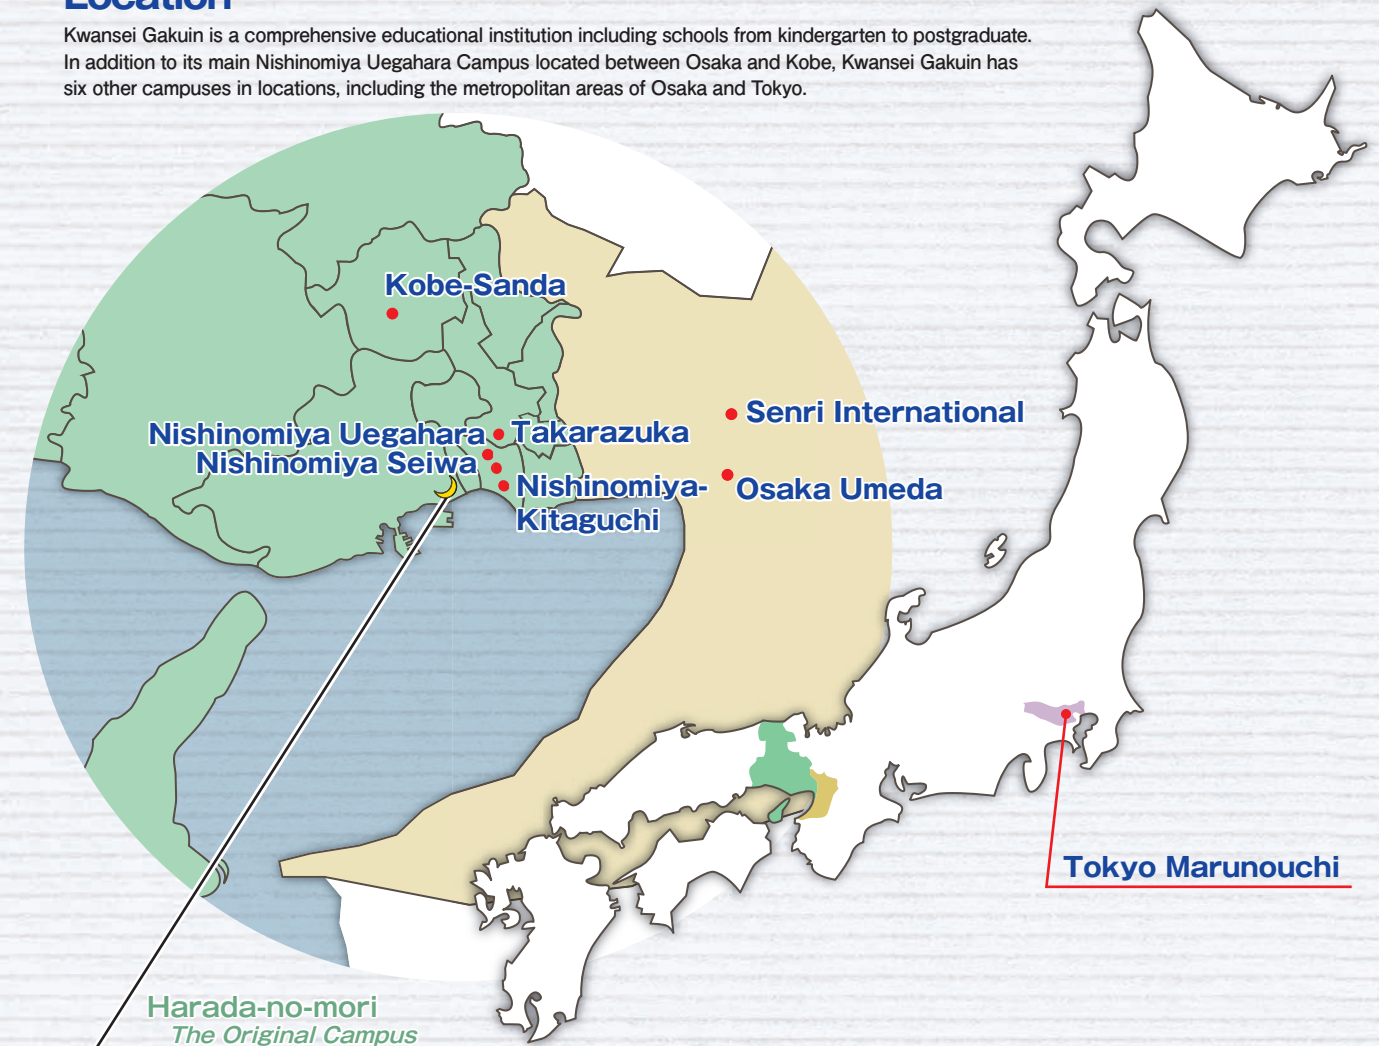 Location
Kwansei Gakuin is a comprehensive educational institution including schools from kindergarten to postgraduate.
In addition to its main Nishinomiya Uegahara Campus located between Osaka and Kobe, Kwansei Gakuin has
six other campuses in locations, including the metropolitan areas of Osaka and Tokyo.
Kobe-Sanda
Senri International
Nishinomiya Uegahara
Takarazuka
Nishinomiya Seiwa
Nishinomiya-
Kitaguchi
Osaka Umeda
Tokyo Marunouchi
Harada-no-mori
The Original Campus